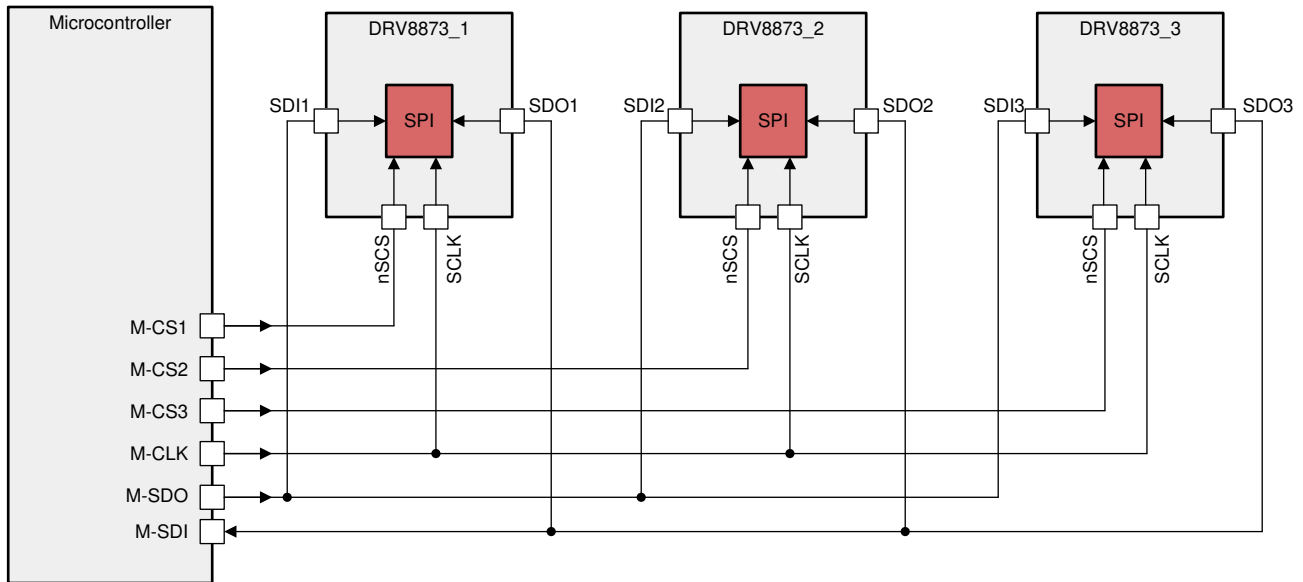 Microcontroller
DRV8873_1
DRV8873_2
DRV8873_3
SDI1
SPI
SDO1
SDI2
SPI
SDO2
SDI3
SPI
SDO3
nSCS
SCLK
nSCS
SCLK
nSCS
SCLK
M-CS1
M-CS2
M-CS3
M-CLK
M-SDO
M-SDI